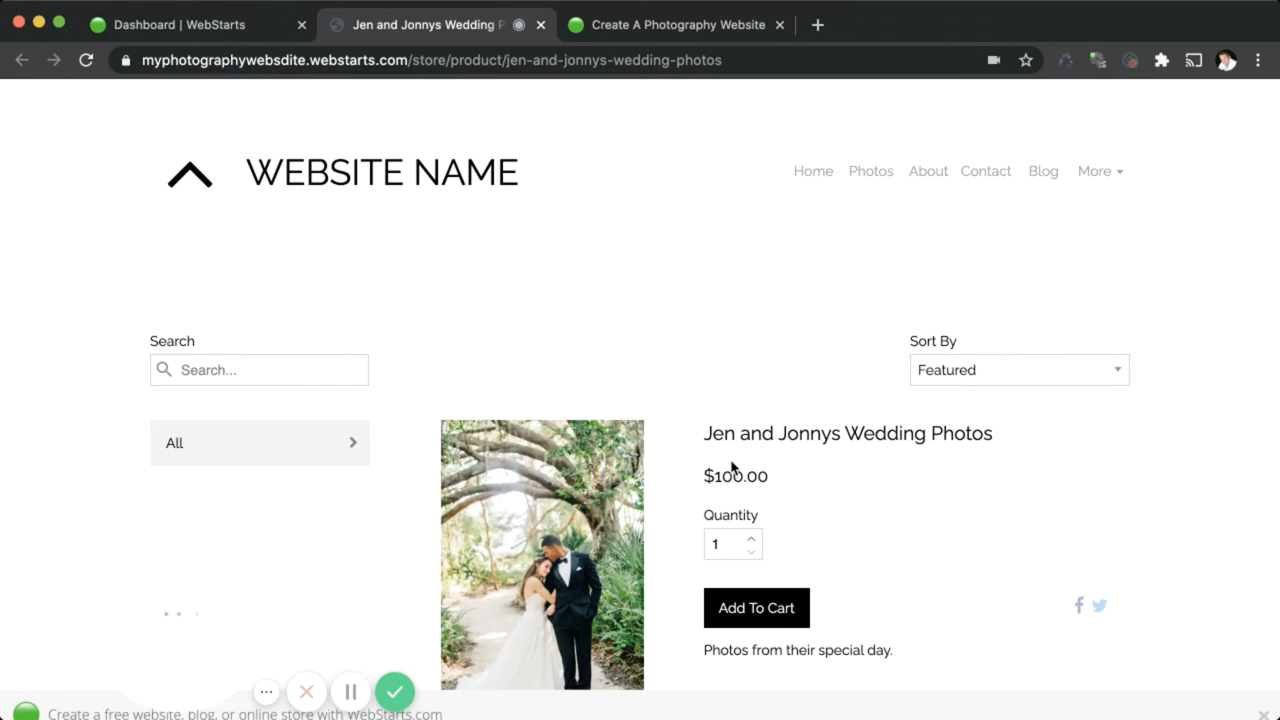 Dashboard | WebStarts
Jen and Jonnys Wedding P
Create A Photography Website
myphotographywebsdite.webstarts.com/store/product/jen-and-jonnys-wedding-photos
WEBSITE NAME
Home Photos About Contact Blog More
Search
Sort By
Search...
Featured
All
Jen and Jonnys Wedding Photos
$100.00
Quantity
1
Add To Cart
Photos from their special day.
Create a free website, blog, or online store with WebStarts.com